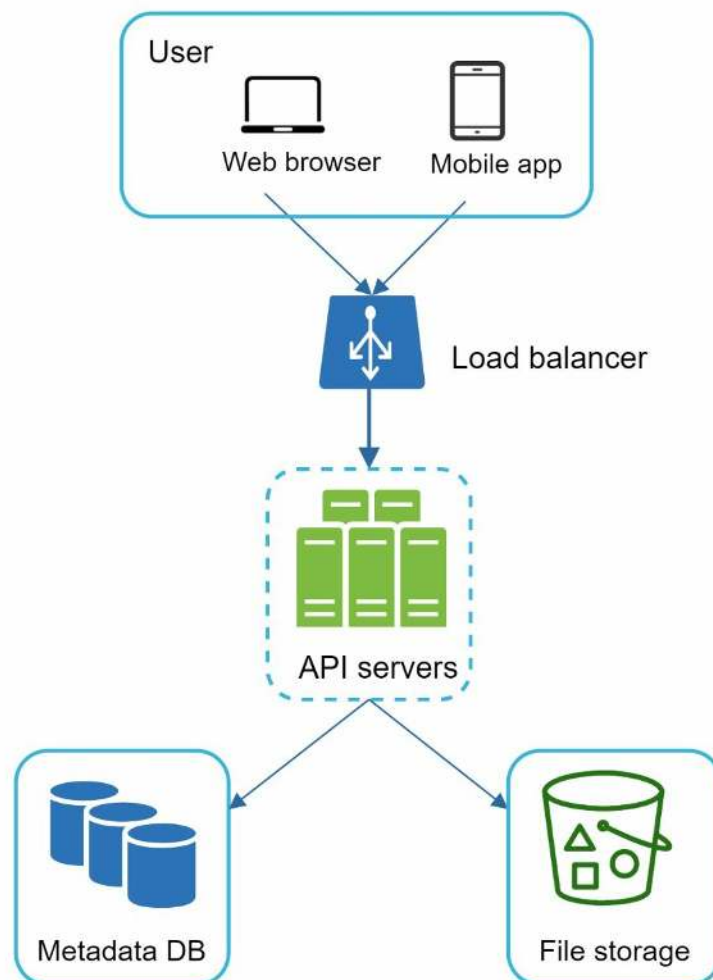 User
Web browser
Mobile app
Load balancer
API servers
Metadata DB
File storage